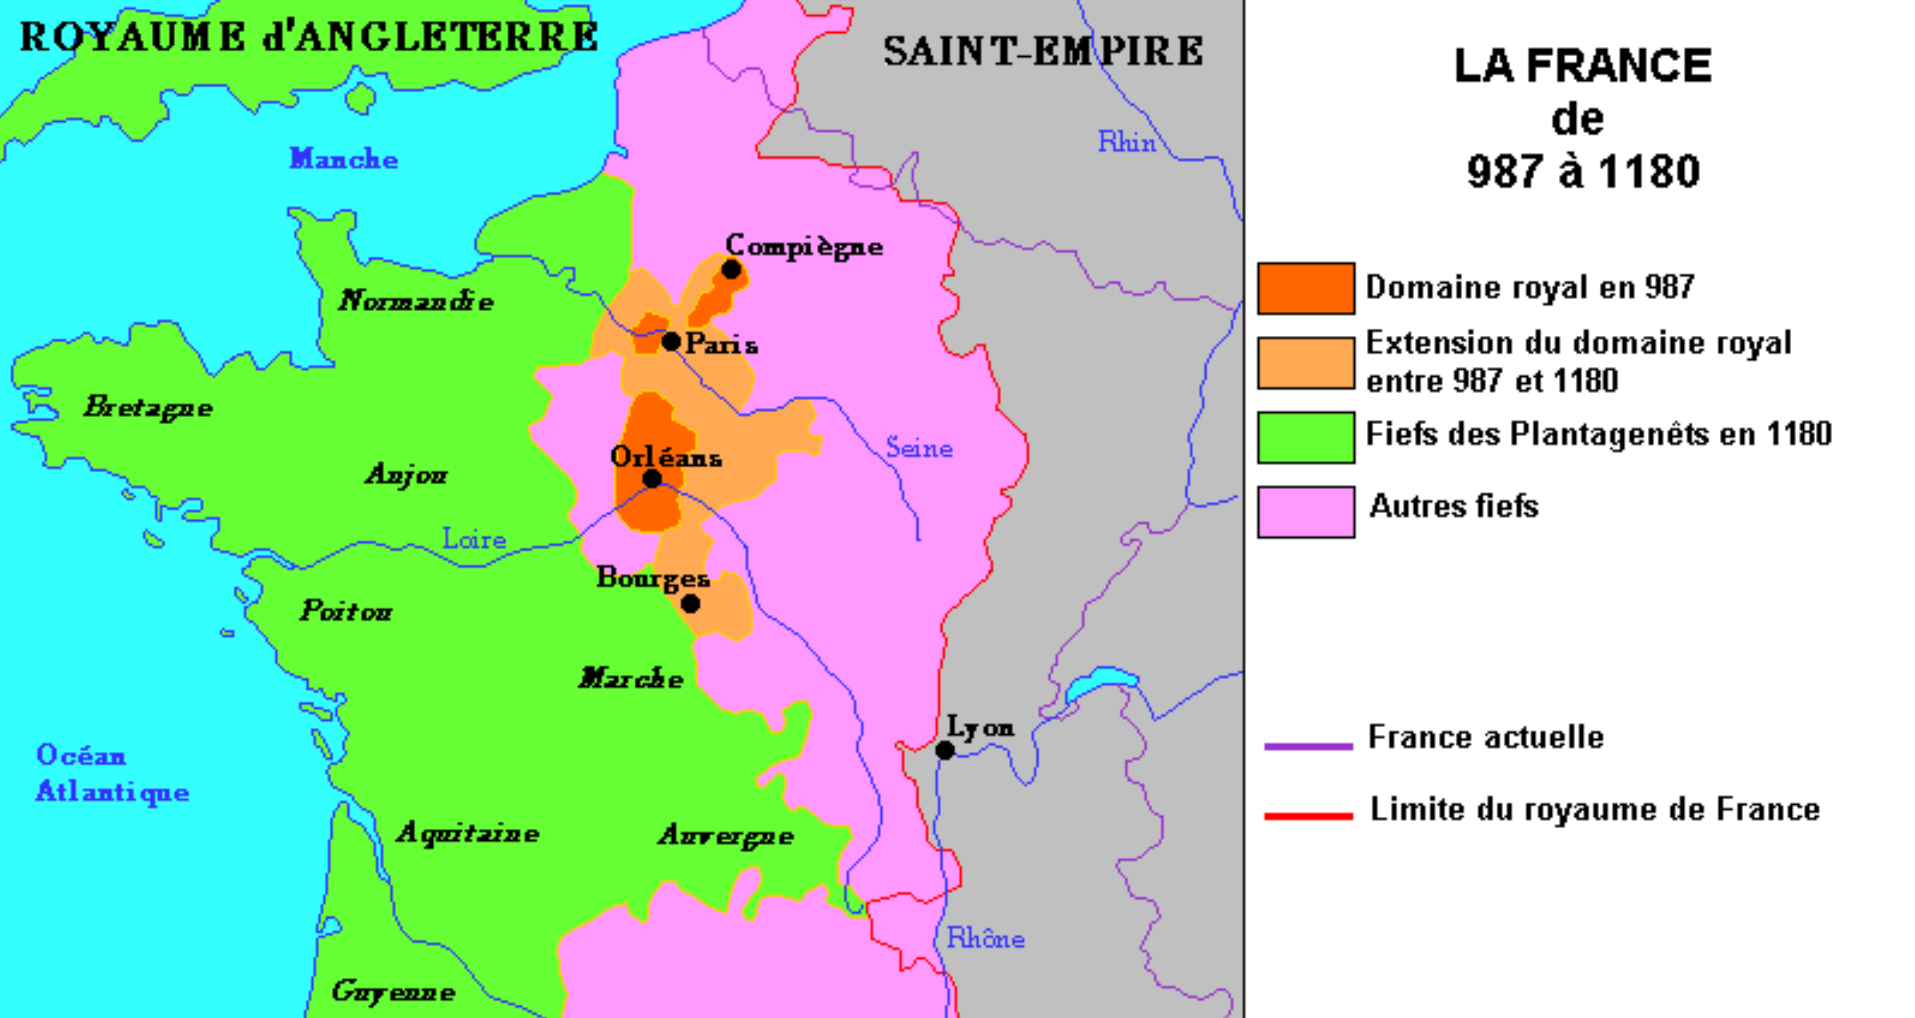 ROYAUME d'ANGLETERRE
SAINT-EMPIRE
Manche
Rhin
Compiègne
Normandie
Paris
Bretagne
Seine
Orléans
Anjou
Loire
Bourges
Poitou
Marche
Lyon
Océan
Atlantique
Aquitaine
Auvergne
Rhône
Guyenne
LA FRANCE
de
987 à 1180
Domaine royal en 987
Extension du domaine royal
entre 987 et 1180
Fiefs des Plantagenêts en 1180
Autres fiefs
France actuelle
Limite du royaume de France